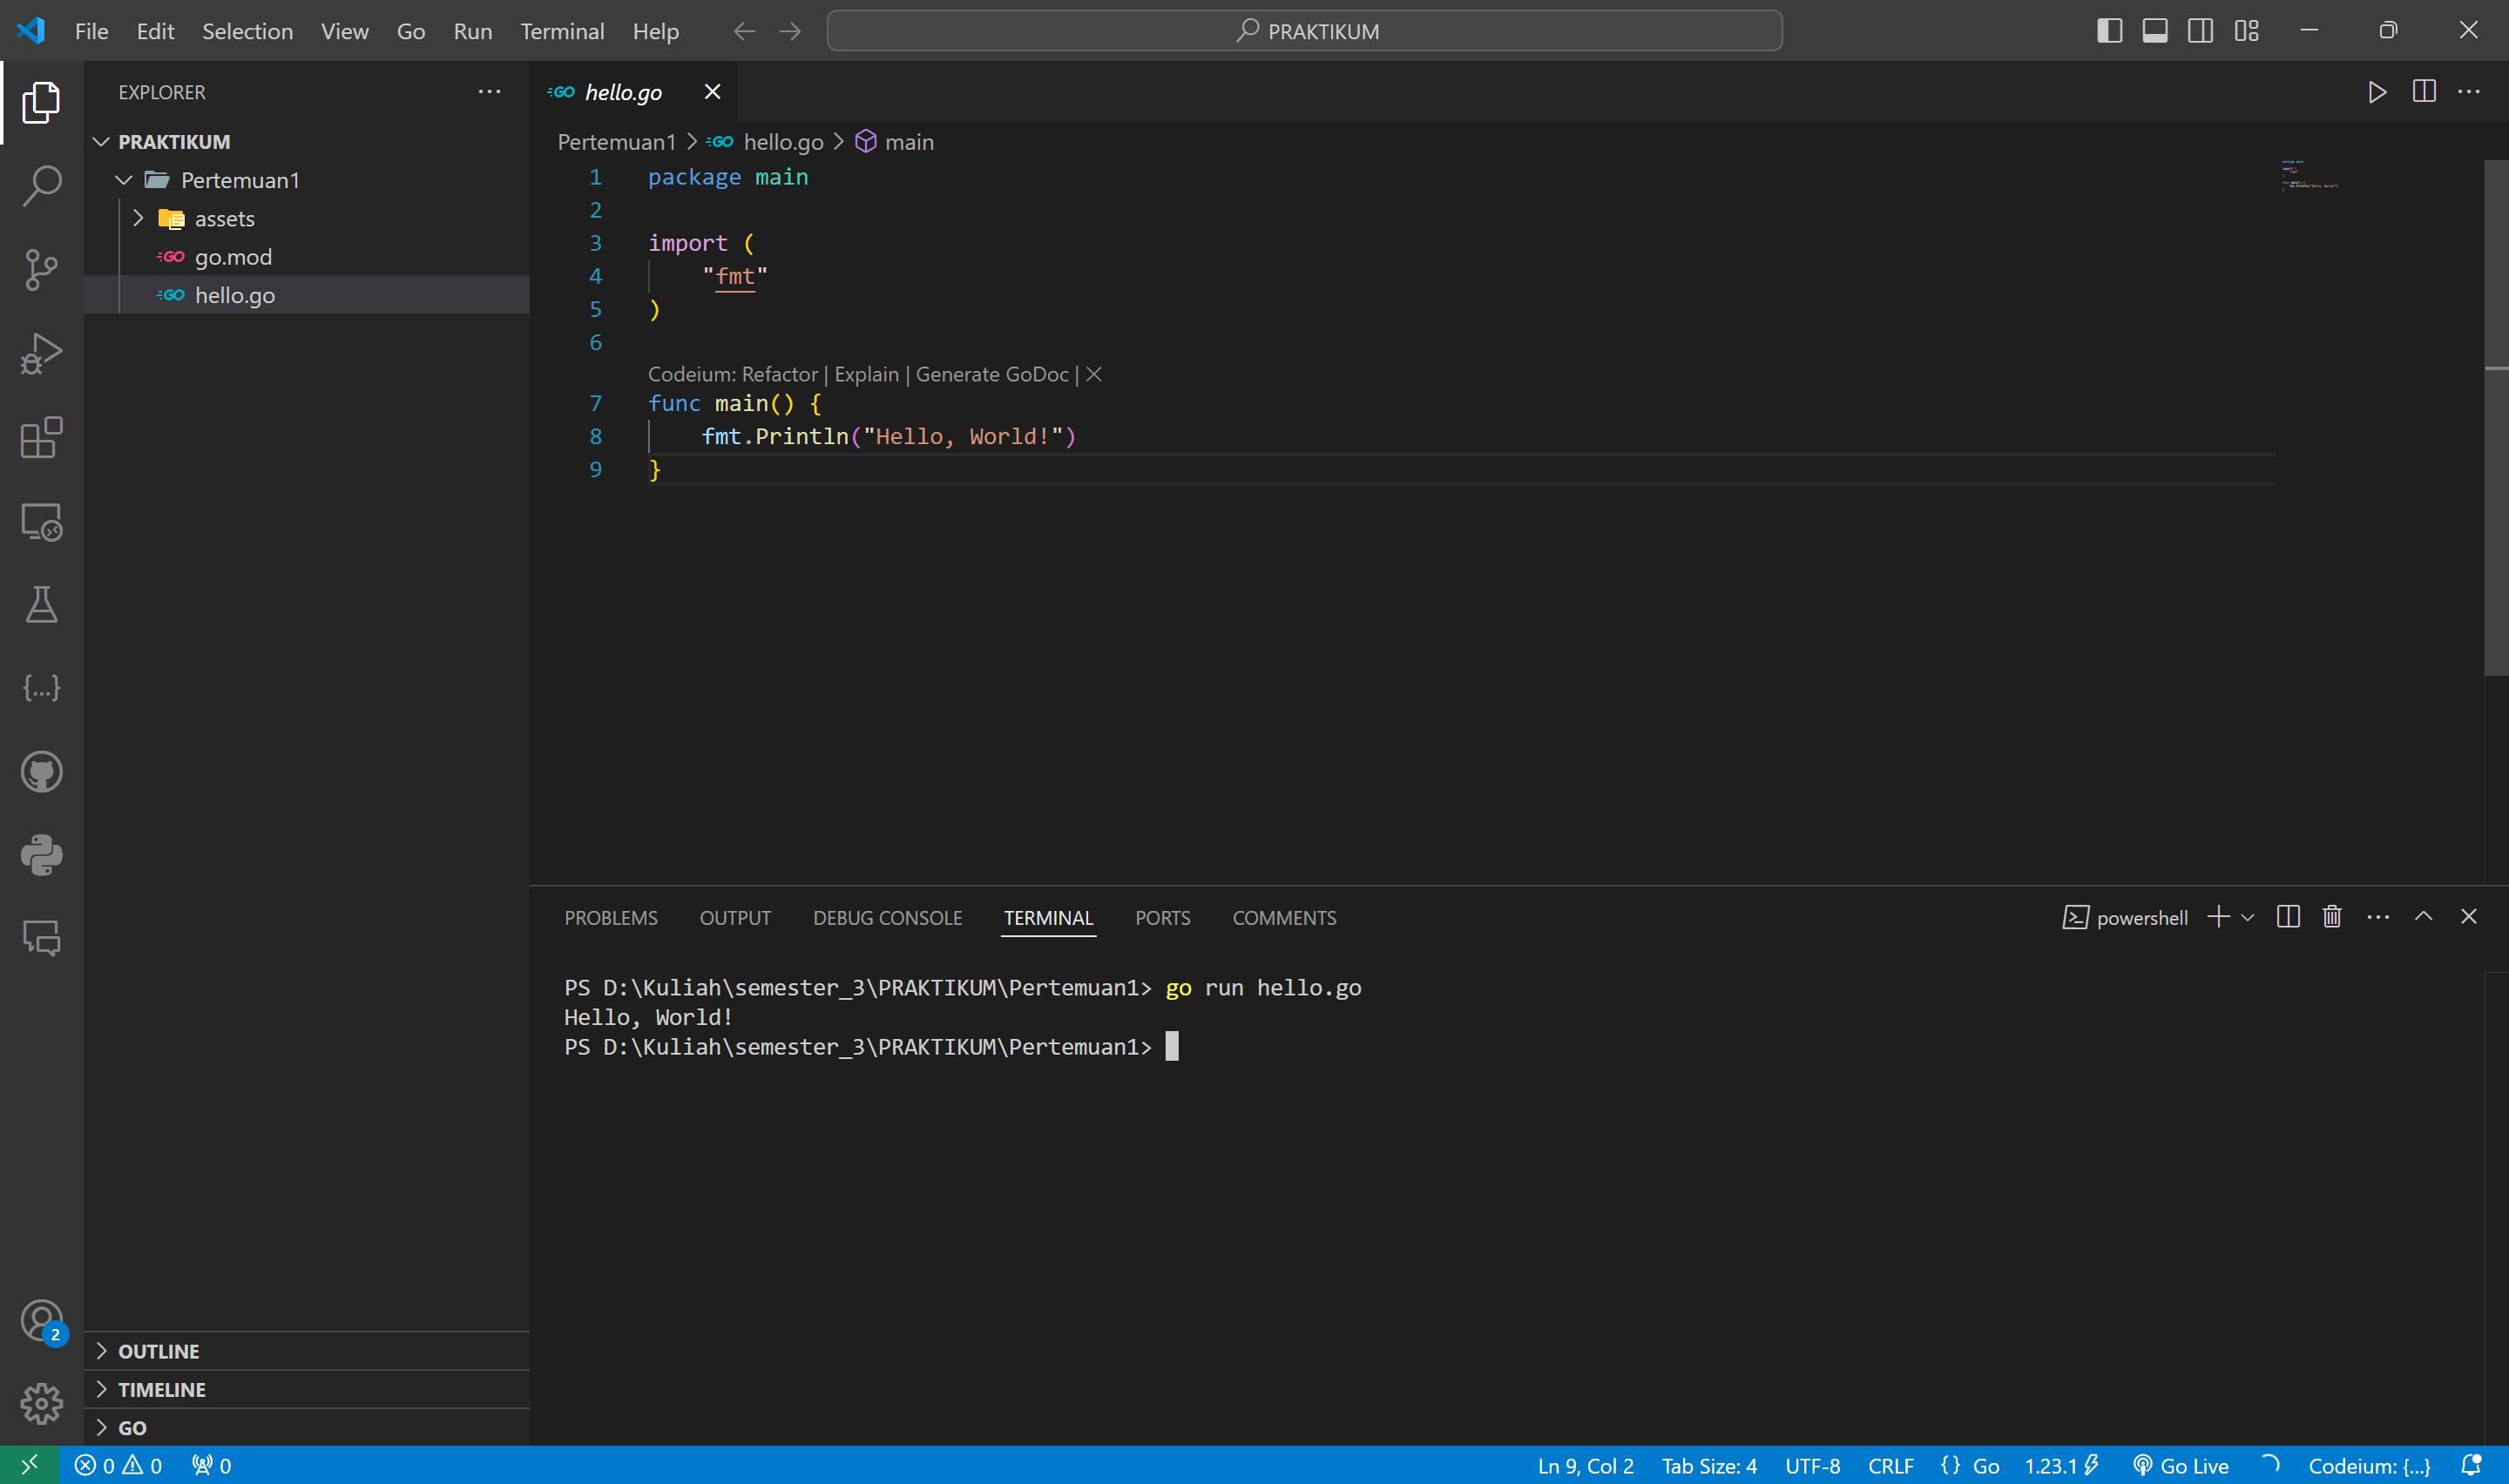 File Edit Selection View Go Run Terminal Help PRAKTIKUM
EXPLORER
PRAKTIKUM
Pertemuan1
assets
GO go.mod
GO hello.go
GO hello.go
Pertemuan1 > GO hello.go > main
1 package main
2
3 import (
4 "fmt"
5 )
6
Codeium: Refactor | Explain | Generate GoDoc | ×
7 func main() {
8 fmt.Println("Hello, World!")
9 }
PROBLEMS OUTPUT DEBUG CONSOLE TERMINAL PORTS COMMENTS powershell
PS D:\Kuliah\semester_3\PRAKTIKUM\Pertemuan1> go run hello.go
Hello, World!
PS D:\Kuliah\semester_3\PRAKTIKUM\Pertemuan1>
2
OUTLINE
TIMELINE
GO
0 0 0 Ln 9, Col 2 Tab Size: 4 UTF-8 CRLF {} Go 1.23.1 Go Live Codeium: {...}